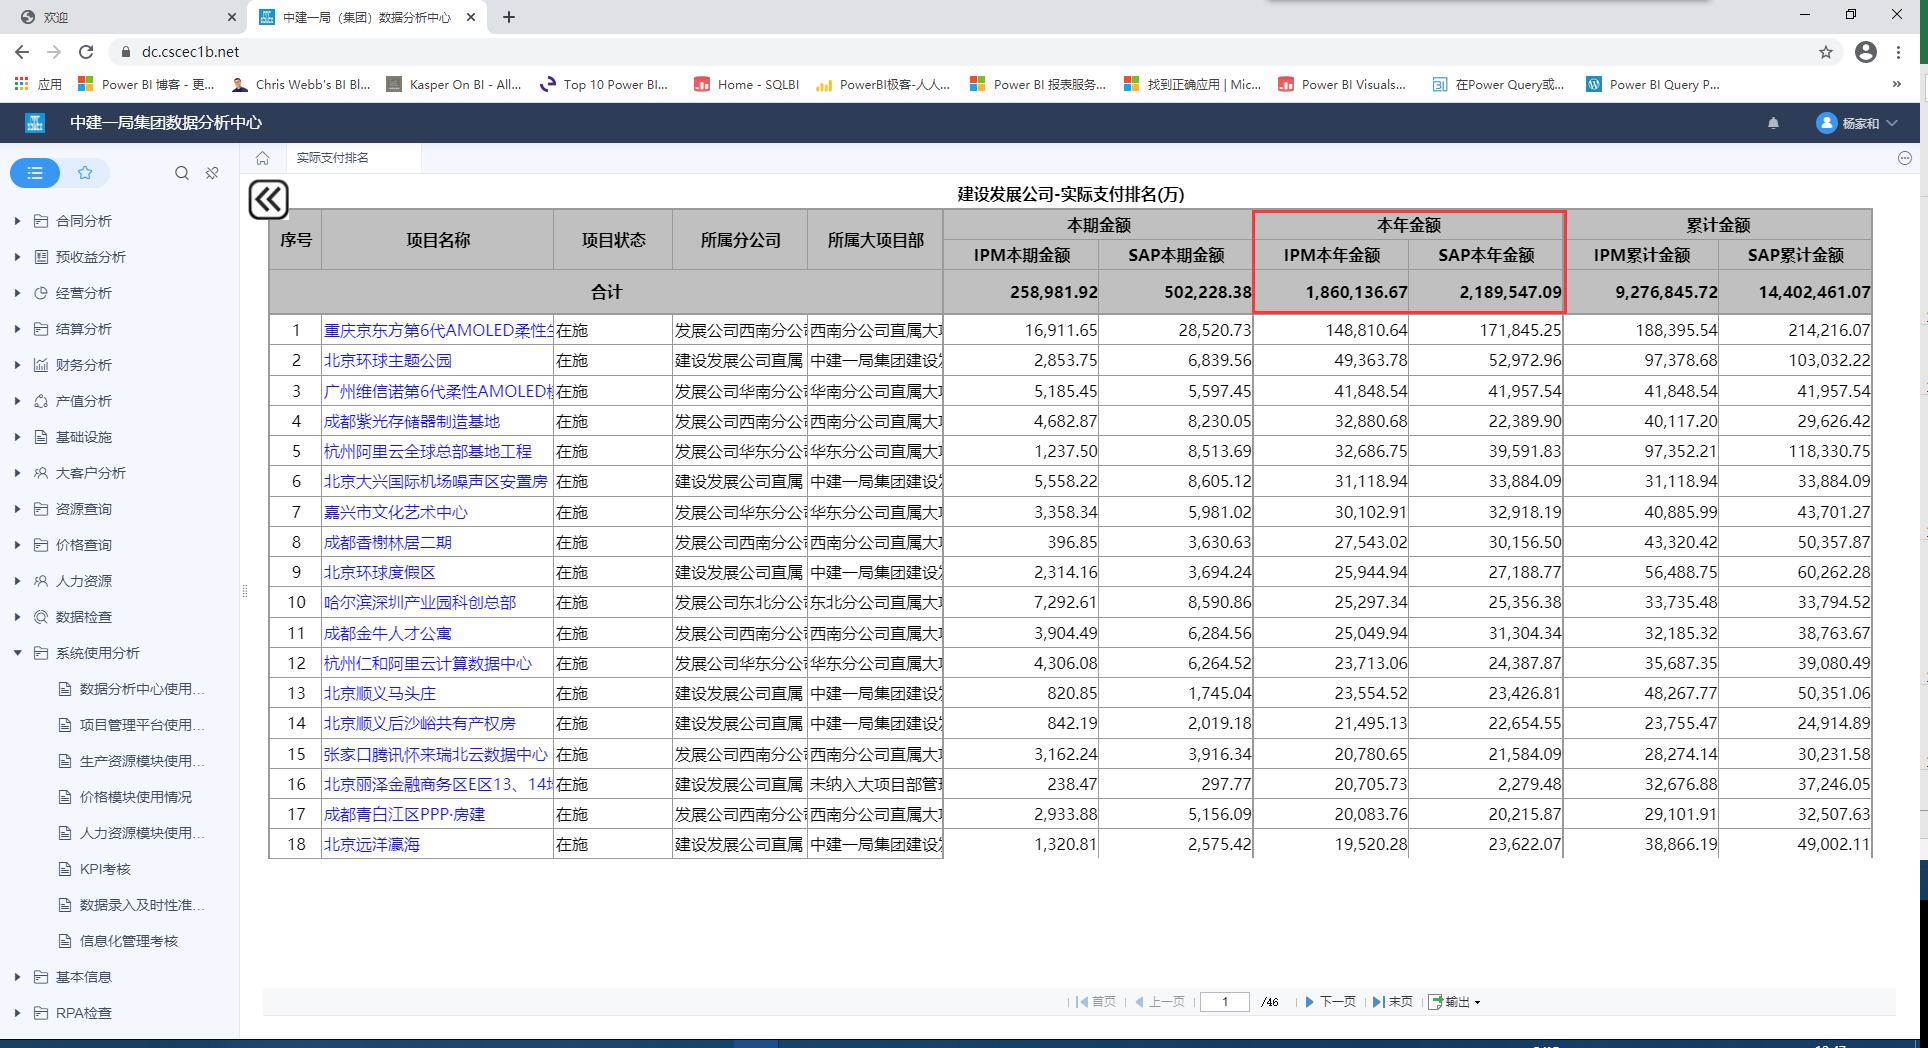 欢迎
中建一局（集团）数据分析中心
dc.cscec1b.net
应用
Power BI 博客 - 更...
Chris Webb's BI Bl...
Kasper On BI - All...
Top 10 Power BI...
Home - SQLBI
PowerBI极客-人人...
Power BI 报表服务...
找到正确应用 | Mic...
Power BI Visuals...
在Power Query或...
Power BI Query P...
中建一局集团数据分析中心
杨家和
实际支付排名
合同分析
预收益分析
经营分析
结算分析
财务分析
产值分析
基础设施
大客户分析
资源查询
价格查询
人力资源
数据检查
系统使用分析
数据分析中心使用...
项目管理平台使用...
生产资源模块使用...
价格模块使用情况
人力资源模块使用...
KPI考核
数据录入及时性准...
信息化管理考核
基本信息
RPA检查
建设发展公司-实际支付排名(万)
序号 项目名称 项目状态 所属分公司 所属大项目部 本期金额 本年金额 累计金额
IPM本期金额 SAP本期金额 IPM本年金额 SAP本年金额 IPM累计金额 SAP累计金额
合计 258,981.92 502,228.38 1,860,136.67 2,189,547.09 9,276,845.72 14,402,461.07
1 重庆京东方第6代AMOLED柔性 在施 发展公司西南分公 西南分公司直属大 16,911.65 28,520.73 148,810.64 171,845.25 188,395.54 214,216.07
2 北京环球主题公园 在施 建设发展公司直属 中建一局集团建设 2,853.75 6,839.56 49,363.78 52,972.96 97,378.68 103,032.22
3 广州维信诺第6代柔性AMOLED 在施 发展公司华南分公 华南分公司直属大 5,185.45 5,597.45 41,848.54 41,957.54 41,848.54 41,957.54
4 成都紫光存储器制造基地 在施 发展公司西南分公 西南分公司直属大 4,682.87 8,230.05 32,880.68 22,389.90 40,117.20 29,626.42
5 杭州阿里云全球总部基地工程 在施 发展公司华东分公 华东分公司直属大 1,237.50 8,513.69 32,686.75 39,591.83 97,352.21 118,330.75
6 北京大兴国际机场噪声区安置房 在施 建设发展公司直属 中建一局集团建设 5,558.22 8,605.12 31,118.94 33,884.09 31,118.94 33,884.09
7 嘉兴市文化艺术中心 在施 发展公司华东分公 华东分公司直属大 3,358.34 5,981.02 30,102.91 32,918.19 40,885.99 43,701.27
8 成都香榭林居二期 在施 发展公司西南分公 西南分公司直属大 396.85 3,630.63 27,543.02 30,156.50 43,320.42 50,357.87
9 北京环球度假区 在施 建设发展公司直属 中建一局集团建设 2,314.16 3,694.24 25,944.94 27,188.77 56,488.75 60,262.28
10 哈尔滨深圳产业园科创总部 在施 发展公司东北分公 东北分公司直属大 7,292.61 8,590.86 25,297.34 25,356.38 33,735.48 33,794.52
11 成都金牛人才公寓 在施 发展公司西南分公 西南分公司直属大 3,904.49 6,284.56 25,049.94 31,304.34 32,185.32 38,763.67
12 杭州仁和阿里云计算数据中心 在施 发展公司华东分公 华东分公司直属大 4,306.08 6,264.52 23,713.06 24,387.87 35,687.35 39,080.49
13 北京顺义马头庄 在施 建设发展公司直属 中建一局集团建设 820.85 1,745.04 23,554.52 23,426.81 48,267.77 50,351.06
14 北京顺义后沙峪共有产权房 在施 建设发展公司直属 中建一局集团建设 842.19 2,019.18 21,495.13 22,654.55 23,755.47 24,914.89
15 张家口腾讯怀来瑞北云数据中心 在施 发展公司西南分公 西南分公司直属大 3,162.24 3,916.34 20,780.65 21,584.09 28,274.14 30,231.58
16 北京丽泽金融商务区E区13、14 在施 建设发展公司直属 未纳入大项目部管 238.47 297.77 20,705.73 2,279.48 32,676.88 37,246.05
17 成都青白江区PPP·房建 在施 发展公司西南分公 西南分公司直属大 2,933.88 5,156.09 20,083.76 20,215.87 29,101.91 32,507.63
18 北京远洋瀛海 在施 建设发展公司直属 中建一局集团建设 1,320.81 2,575.42 19,520.28 23,622.07 38,866.19 49,002.11
首页 上一页 1 /46 下一页 末页 输出